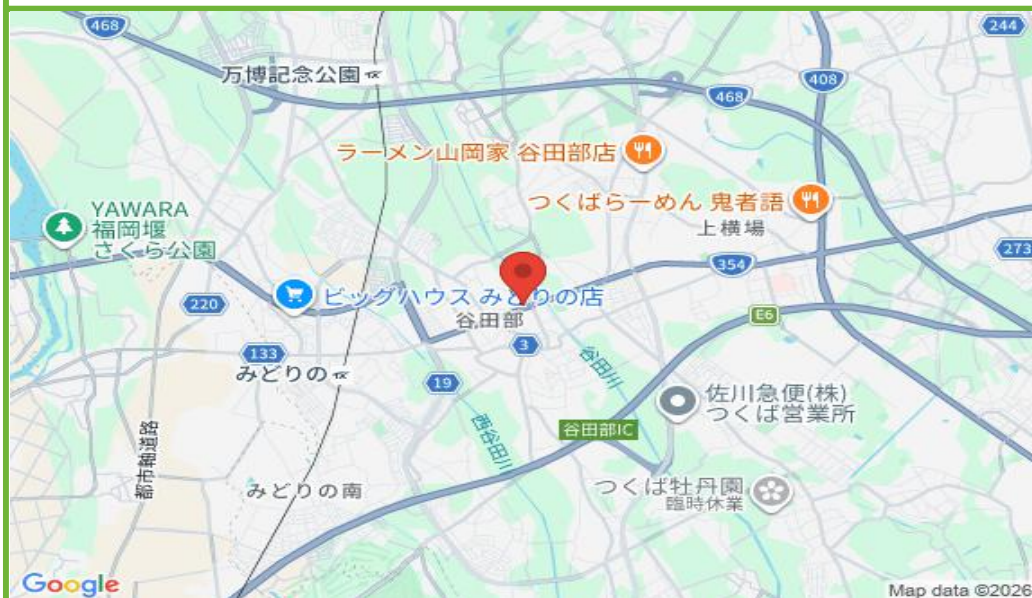 468
244
万博記念公園
408
468
ラーメン山岡家 谷田部店
つくばらーめん 鬼者語
上横場
YAWARA
福岡堰
さくら公園
273
354
220
ビッグハウス みどりの店
谷田部
E6
3
133
みどりの
谷田川
19
佐川急便(株)
つくば営業所
谷田部IC
西谷田川
都市軸道路
みどりの南
つくば牡丹園
臨時休業
Google
Map data ©2026